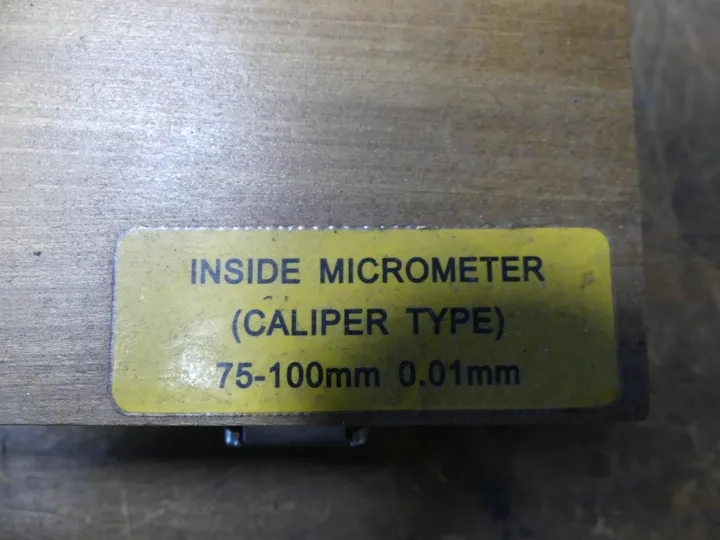 INSIDE MICROMETER
(CALIPER TYPE)
75-100mm 0.01mm